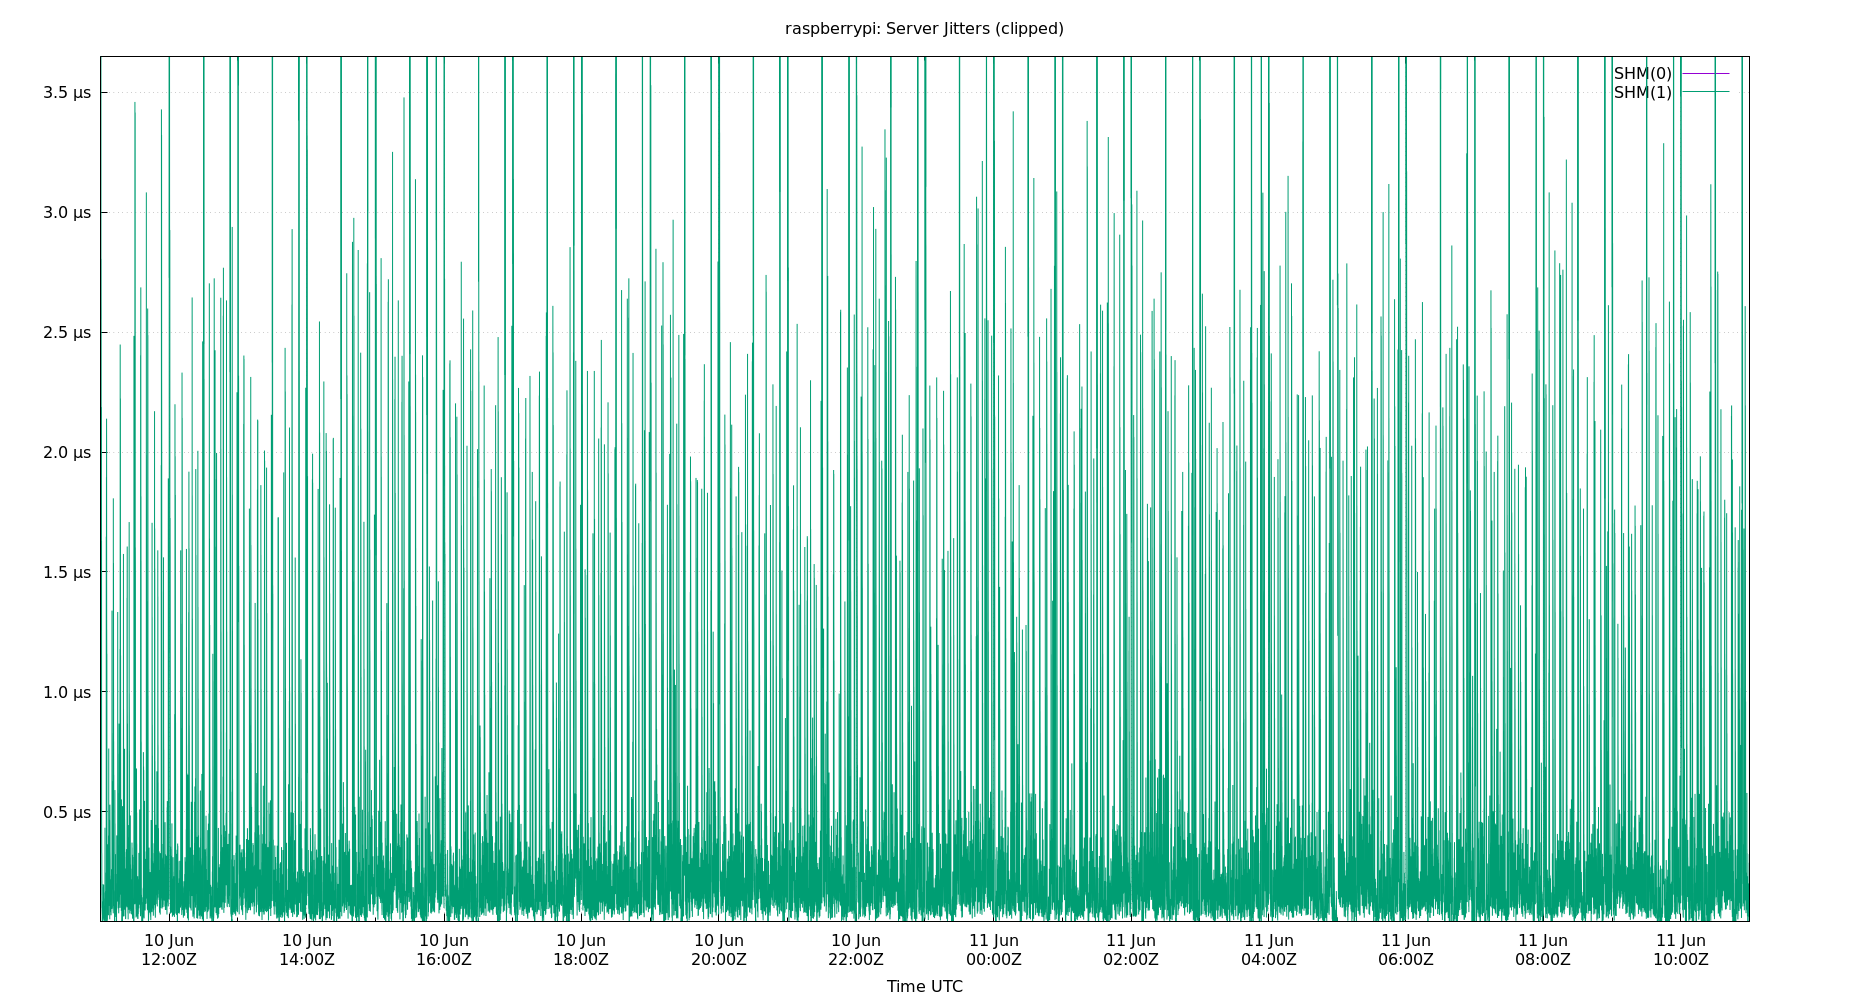 raspberrypi: Server Jitters (clipped)
SHM(0)
SHM(1)
3.5 µs
3.0 µs
2.5 µs
2.0 µs
1.5 µs
1.0 µs
0.5 µs
10 Jun 10 Jun 10 Jun 10 Jun 10 Jun 10 Jun 11 Jun 11 Jun 11 Jun 11 Jun 11 Jun 11 Jun
12:00Z 14:00Z 16:00Z 18:00Z 20:00Z 22:00Z 00:00Z 02:00Z 04:00Z 06:00Z 08:00Z 10:00Z
Time UTC